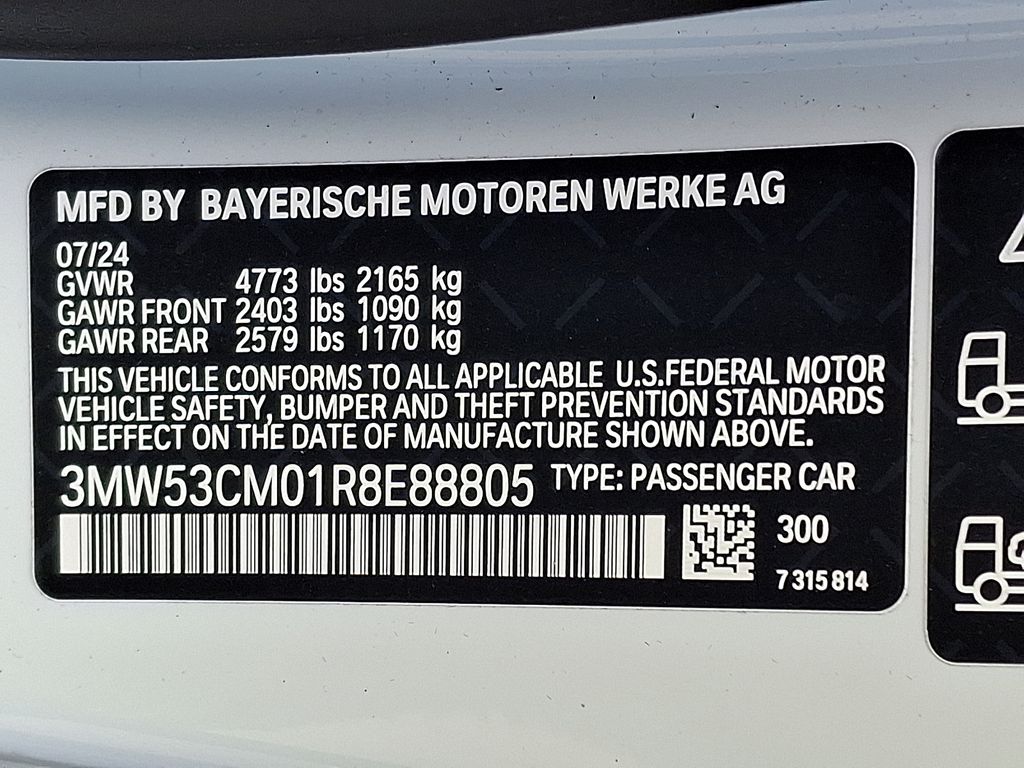 MFD BY BAYERISCHE MOTOREN WERKE AG
07/24
GVWR 4773 lbs 2165 kg
GAWR FRONT 2403 lbs 1090 kg
GAWR REAR 2579 lbs 1170 kg
THIS VEHICLE CONFORMS TO ALL APPLICABLE U.S.FEDERAL MOTOR
VEHICLE SAFETY, BUMPER AND THEFT PREVENTION STANDARDS
IN EFFECT ON THE DATE OF MANUFACTURE SHOWN ABOVE.
3MW53CM01R8E88805 TYPE: PASSENGER CAR
300
7 315 814